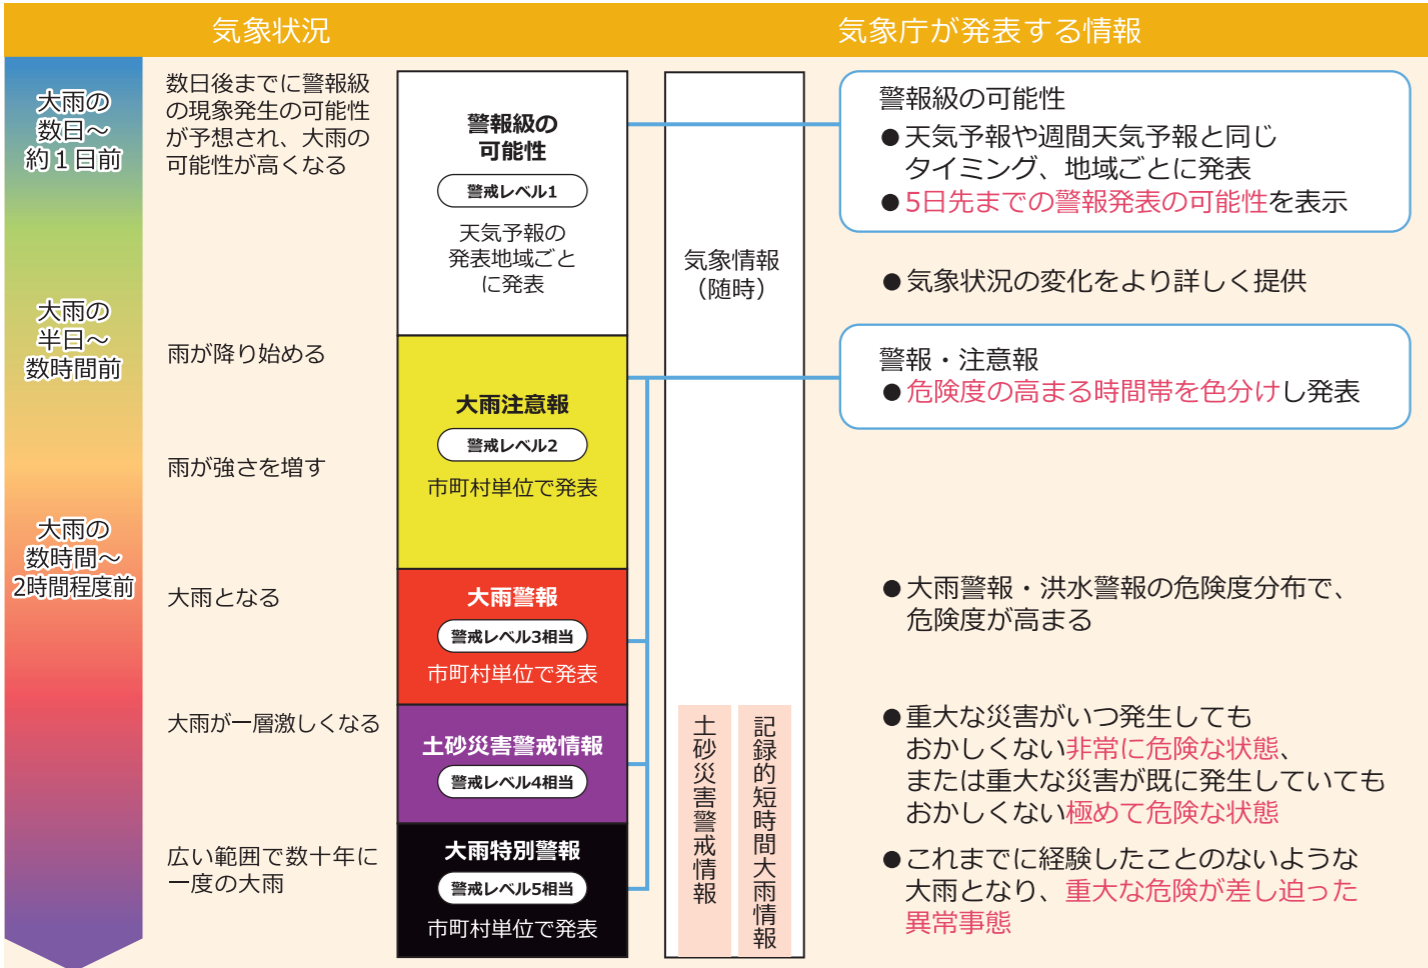 気象状況
気象庁が発表する情報
大雨の
数日～
約１日前
数日後までに警報級
の現象発生の可能性
が予想され、大雨の
可能性が高くなる
警報級の
可能性
警戒レベル1
天気予報の
発表地域ごと
に発表
気象情報
（随時）
警報級の可能性
●天気予報や週間天気予報と同じ
タイミング、地域ごとに発表
●5日先までの警報発表の可能性を表示
●気象状況の変化をより詳しく提供
大雨の
半日～
数時間前
雨が降り始める
雨が強さを増す
大雨注意報
警戒レベル2
市町村単位で発表
警報・注意報
●危険度の高まる時間帯を色分けし発表
大雨の
数時間～
2時間程度前
大雨となる
大雨警報
警戒レベル3相当
市町村単位で発表
●大雨警報・洪水警報の危険度分布で、
危険度が高まる
大雨が一層激しくなる
土砂災害警戒情報
警戒レベル4相当
土砂災害警戒情報
記録的短時間大雨情報
●重大な災害がいつ発生しても
おかしくない非常に危険な状態、
または重大な災害が既に発生していても
おかしくない極めて危険な状態
広い範囲で数十年に
一度の大雨
大雨特別警報
警戒レベル5相当
市町村単位で発表
●これまでに経験したことのないような
大雨となり、重大な危険が差し迫った
異常事態